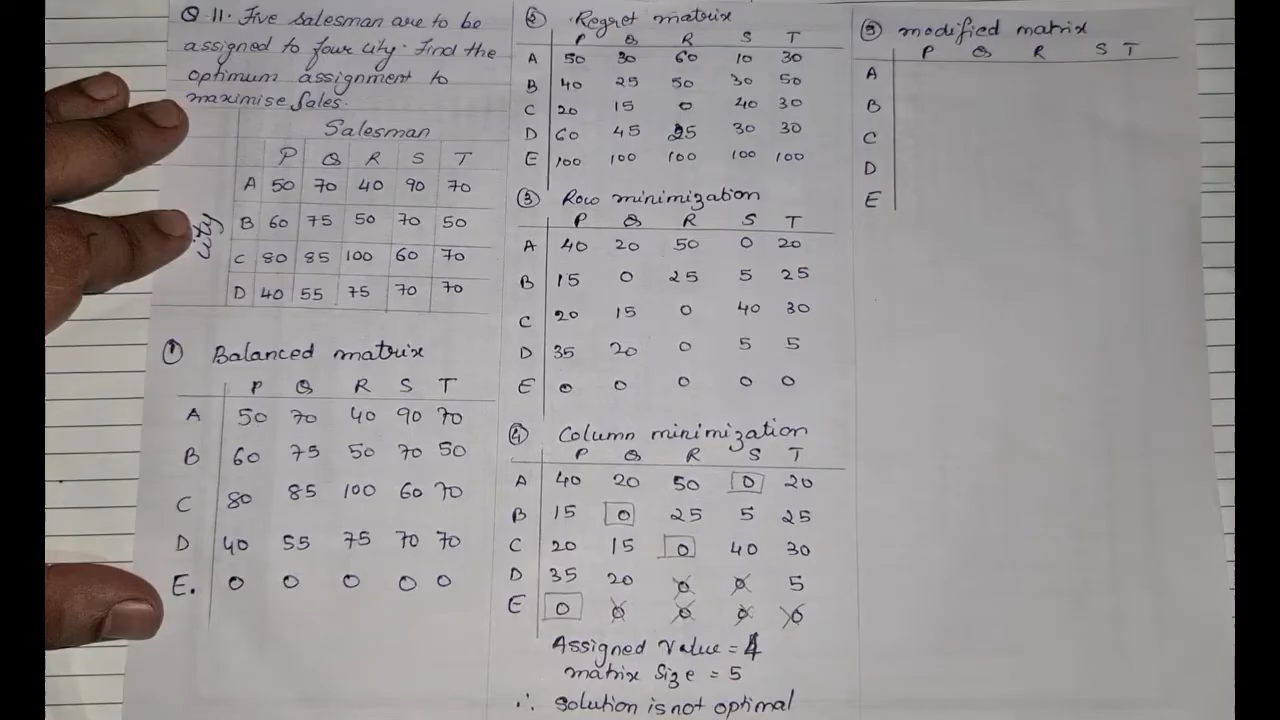 Q.11. Five salesman are to be
assigned to four city. Find the
optimum assignment to
maximise sales.
Salesman
P Q R S T
city
A 50 70 40 90 70
B 60 75 50 70 50
C 80 85 100 60 70
D 40 55 75 70 70
① Balanced matrix
P Q R S T
A 50 70 40 90 70
B 60 75 50 70 50
C 80 85 100 60 70
D 40 55 75 70 70
E. 0 0 0 0 0
② Regret matrix
P Q R S T
A 50 30 60 10 30
B 40 25 50 30 50
C 20 15 0 40 30
D 60 45 25 30 30
E 100 100 100 100 100
③ Row minimization
P Q R S T
A 40 20 50 0 20
B 15 0 25 5 25
C 20 15 0 40 30
D 35 20 0 5 5
E 0 0 0 0 0
④ Column minimization
P Q R S T
A 40 20 50 0 20
B 15 0 25 5 25
C 20 15 0 40 30
D 35 20 0 0 5
E 0 0 0 0 0
Assigned value = 4
matrix size = 5
∴ solution is not optimal
⑤ modified matrix
P Q R S T
A
B
C
D
E